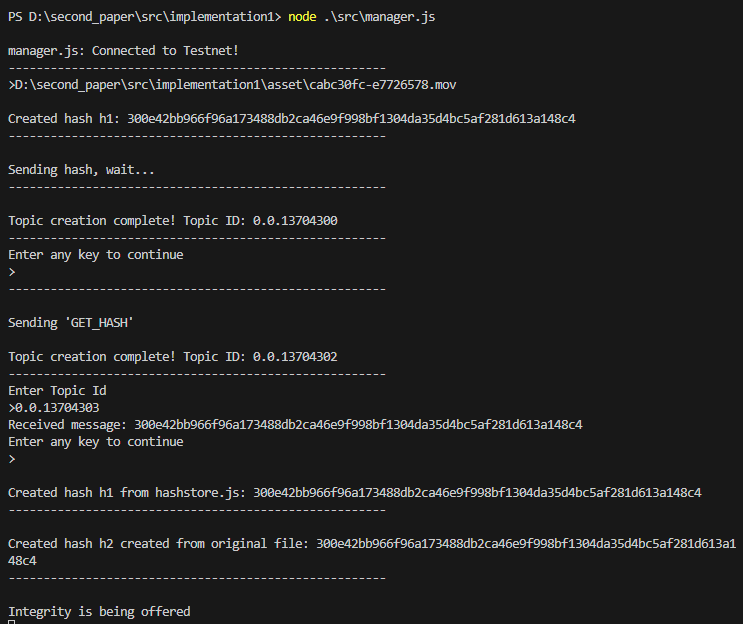 PS D:\second_paper\src\implementation1> node .\src\manager.js
manager.js: Connected to Testnet!
------------------------------------------------------
>D:\second_paper\src\implementation1\asset\cabc30fc-e7726578.mov
Created hash h1: 300e42bb966f96a173488db2ca46e9f998bf1304da35d4bc5af281d613a148c4
------------------------------------------------------
Sending hash, wait...
------------------------------------------------------
Topic creation complete! Topic ID: 0.0.13704300
------------------------------------------------------
Enter any key to continue
>
------------------------------------------------------
Sending 'GET_HASH'
Topic creation complete! Topic ID: 0.0.13704302
------------------------------------------------------
Enter Topic Id
>0.0.13704303
Received message: 300e42bb966f96a173488db2ca46e9f998bf1304da35d4bc5af281d613a148c4
Enter any key to continue
>
Created hash h1 from hashstore.js: 300e42bb966f96a173488db2ca46e9f998bf1304da35d4bc5af281d613a148c4
------------------------------------------------------
Created hash h2 created from original file: 300e42bb966f96a173488db2ca46e9f998bf1304da35d4bc5af281d613a1
48c4
------------------------------------------------------
Integrity is being offered